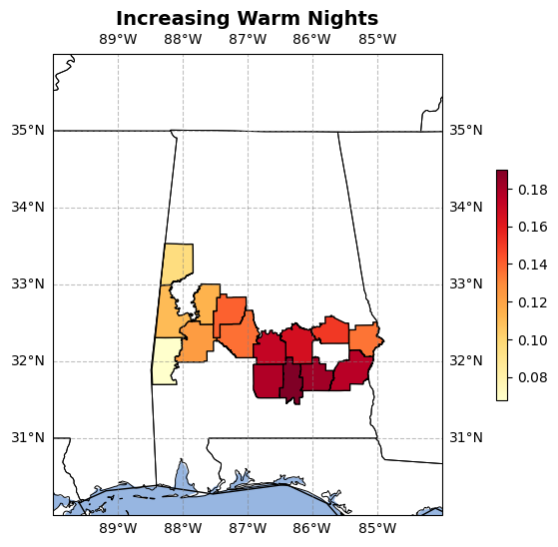 Increasing Warm Nights
89°W 88°W 87°W 86°W 85°W
35°N 35°N
34°N 34°N
33°N 33°N
32°N 32°N
31°N 31°N
89°W 88°W 87°W 86°W 85°W
0.18
0.16
0.14
0.12
0.10
0.08